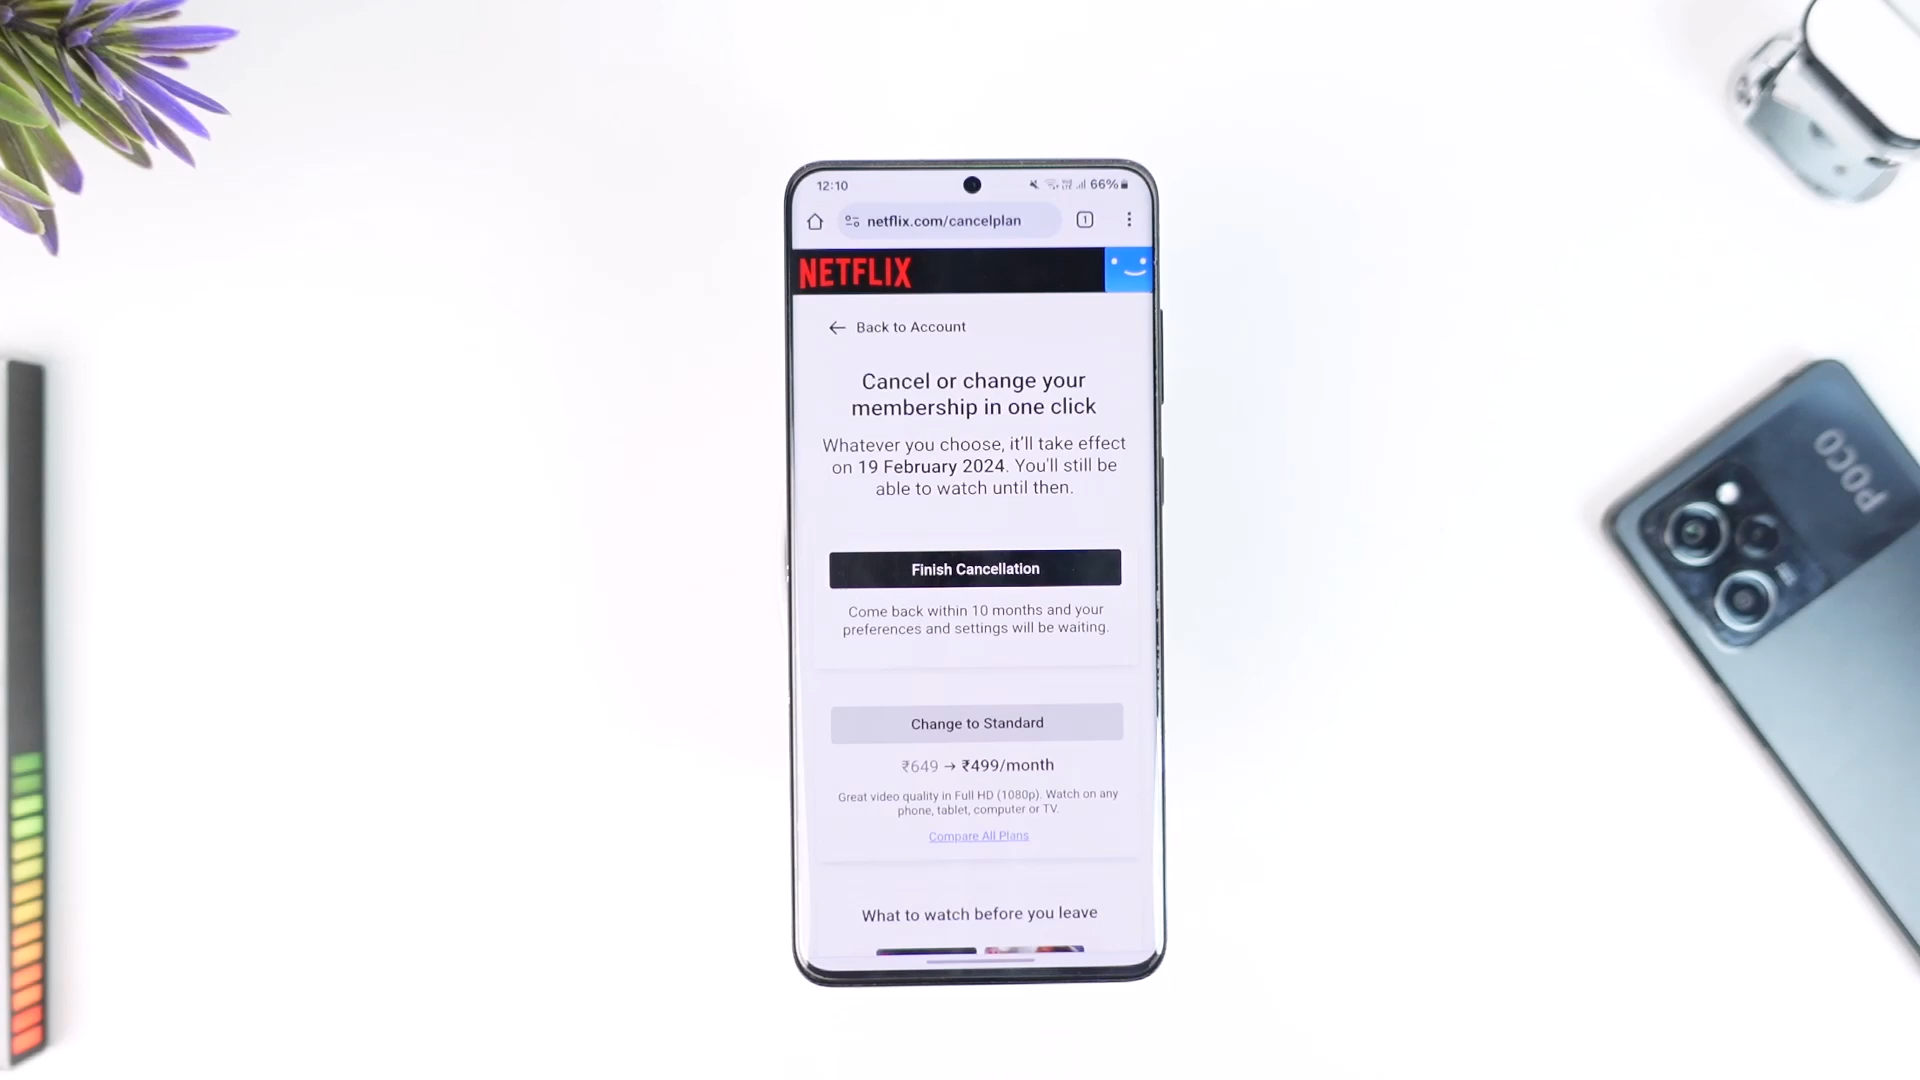 12:10
66%
netflix.com/cancelplan
1
NETFLIX
Back to Account
Cancel or change your
membership in one click
Whatever you choose, it'll take effect
on 19 February 2024. You'll still be
able to watch until then.
Finish Cancellation
Come back within 10 months and your
preferences and settings will be waiting.
Change to Standard
₹649 → ₹499/month
Great video quality in Full HD (1080p). Watch on any
phone, tablet, computer or TV.
Compare All Plans
What to watch before you leave
POCO